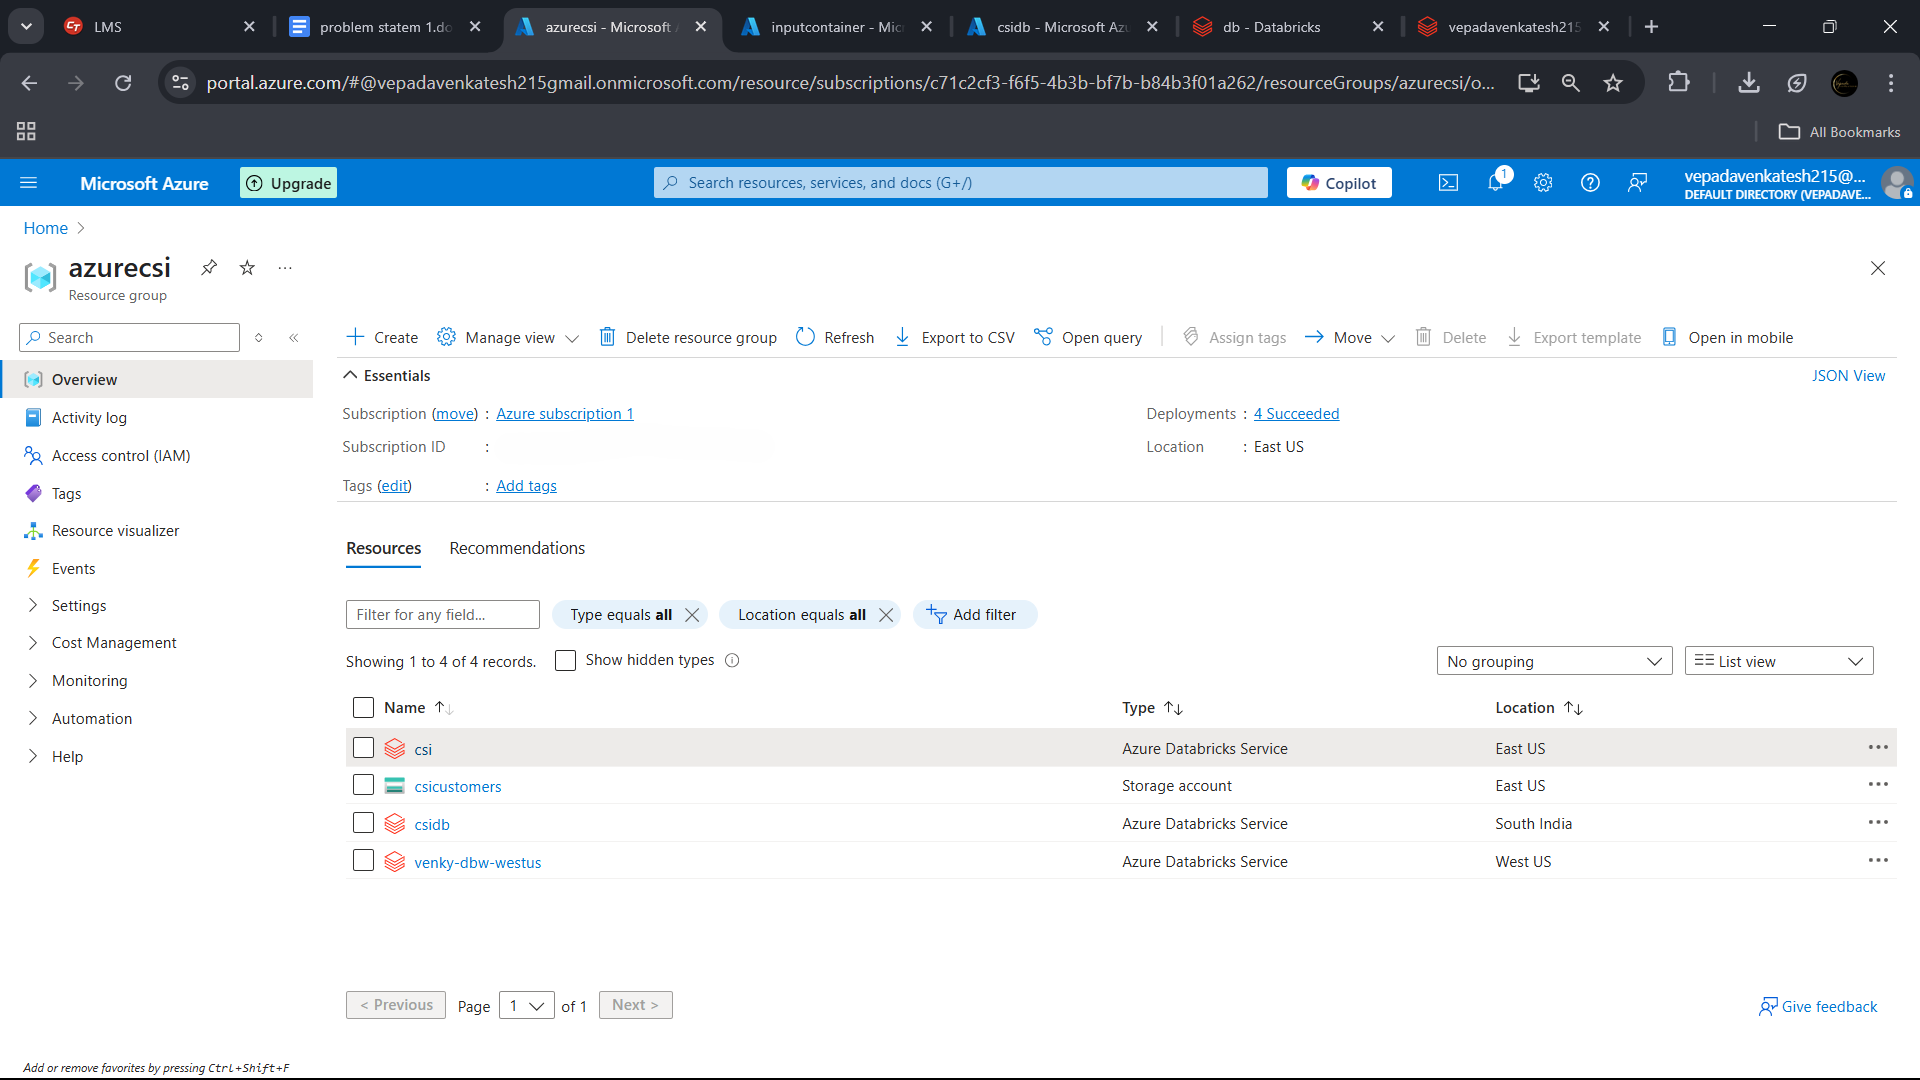 LMS
problem statem 1.do
azurecsi - Microsoft A
inputcontainer - Mic
csidb - Microsoft Azu
db - Databricks
vepadavenkatesh215
portal.azure.com/#@vepadavenkatesh215gmail.onmicrosoft.com/resource/subscriptions/c71c2cf3-f6f5-4b3b-bf7b-b84b3f01a262/resourceGroups/azurecsi/o...
All Bookmarks
Microsoft Azure
Upgrade
Search resources, services, and docs (G+/)
Copilot
1
vepadavenkatesh215@...
DEFAULT DIRECTORY (VEPADAVE...
Home
azurecsi
Resource group
Search
Create
Manage view
Delete resource group
Refresh
Export to CSV
Open query
Assign tags
Move
Delete
Export template
Open in mobile
Overview
Activity log
Access control (IAM)
Tags
Resource visualizer
Events
Settings
Cost Management
Monitoring
Automation
Help
Essentials
JSON View
Subscription (move) : Azure subscription 1
Subscription ID :
Tags (edit) : Add tags
Deployments : 4 Succeeded
Location : East US
Resources
Recommendations
Filter for any field...
Type equals all
Location equals all
Add filter
Showing 1 to 4 of 4 records.
Show hidden types
No grouping
List view
Name Type Location
csi Azure Databricks Service East US
csicustomers Storage account East US
csidb Azure Databricks Service South India
venky-dbw-westus Azure Databricks Service West US
< Previous Page 1 of 1 Next >
Give feedback
Add or remove favorites by pressing Ctrl+Shift+F